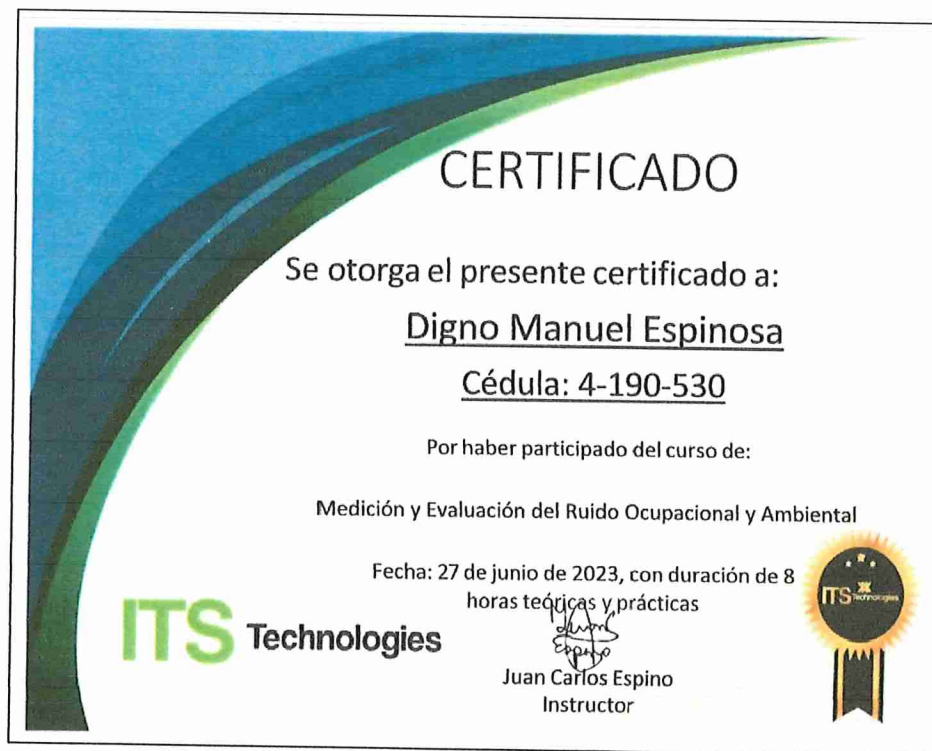 CERTIFICADO
Se otorga el presente certificado a:
Digno Manuel Espinosa
Cédula: 4-190-530
Por haber participado del curso de:
Medición y Evaluación del Ruido Ocupacional y Ambiental
Fecha: 27 de junio de 2023, con duración de 8
horas teóricas y prácticas
ITS Technologies
Juan Carlos Espino
Instructor
ITS Technologies